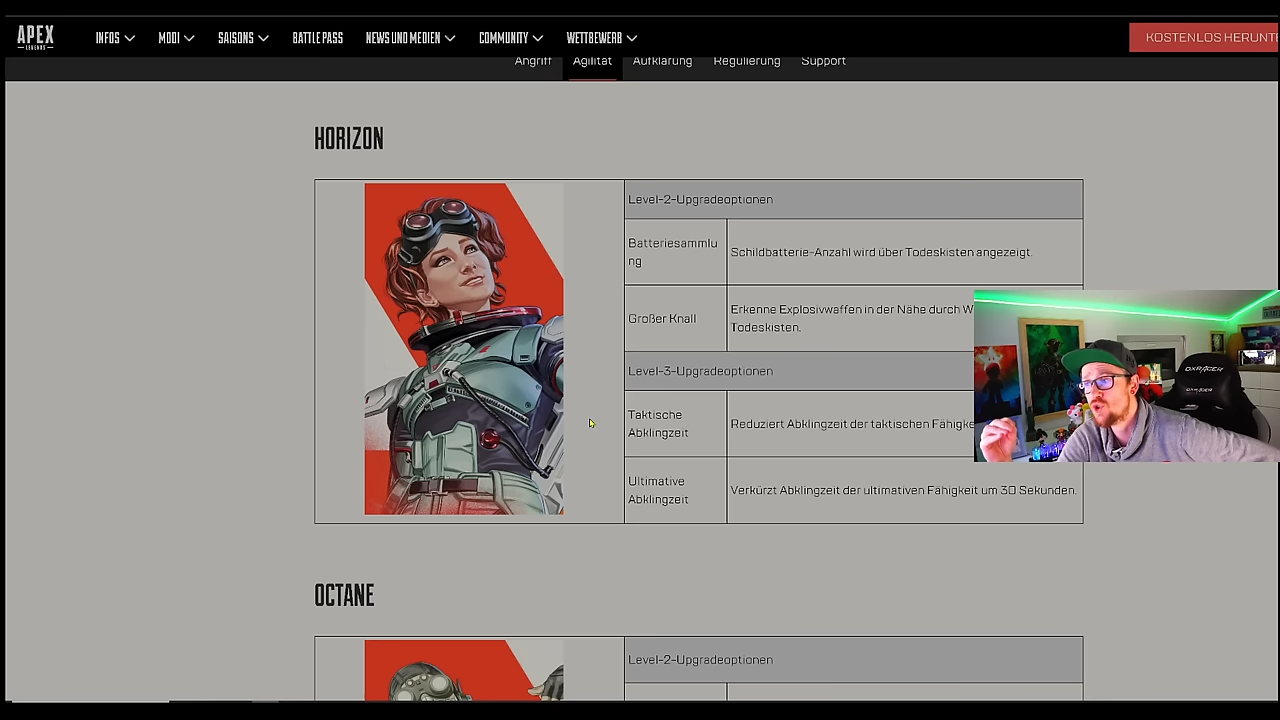 APEX
LEGENDS
INFOS
MODI
SAISONS
BATTLE PASS
NEWS UND MEDIEN
COMMUNITY
WETTBEWERB
KOSTENLOS HERUNT
Angriff
Agilität
Aufklärung
Regulierung
Support
HORIZON
Level-2-Upgradeoptionen
Batteriesammlu
ng
Schildbatterie-Anzahl wird über Todeskisten angezeigt.
Großer Knall
Erkenne Explosivwaffen in der Nähe durch W
Todeskisten.
Level-3-Upgradeoptionen
Taktische
Abklingzeit
Reduziert Abklingzeit der taktischen Fähigke
Ultimative
Abklingzeit
Verkürzt Abklingzeit der ultimativen Fähigkeit um 30 Sekunden.
OXRACER
OXRACER
OCTANE
Level-2-Upgradeoptionen